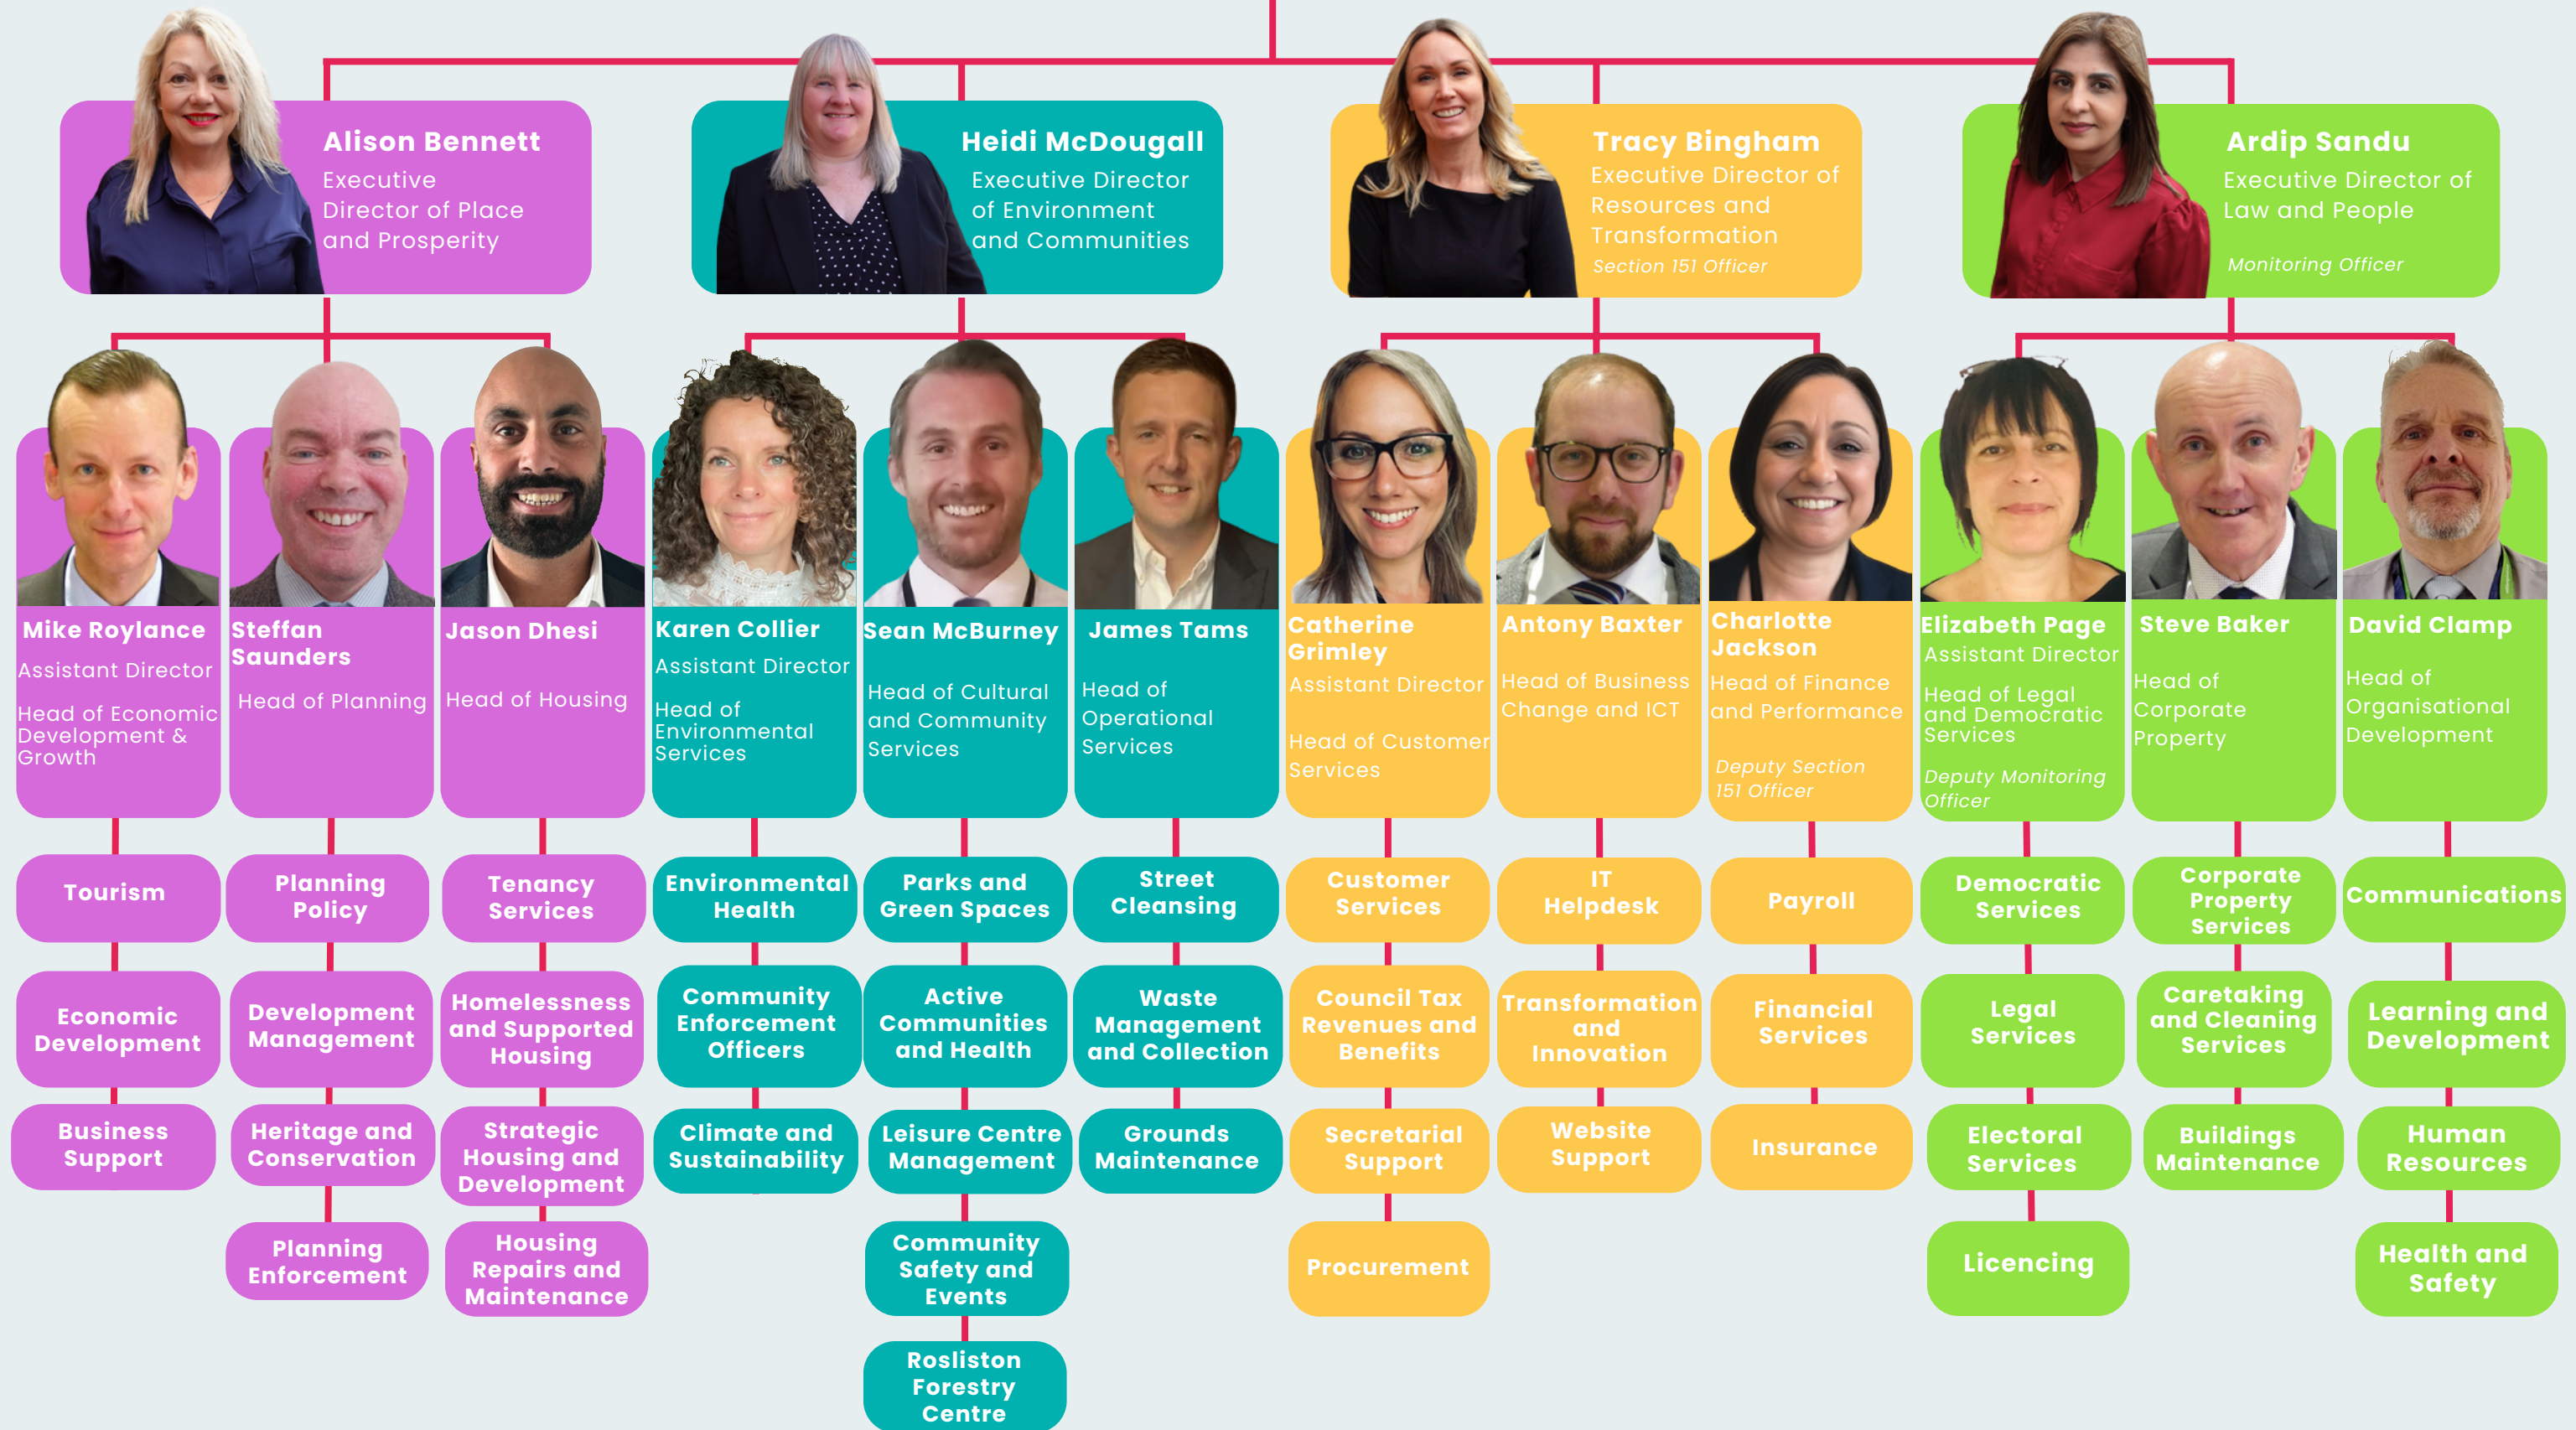 Alison Bennett
Executive
Director of Place
and Prosperity
Heidi McDougall
Executive Director
of Environment
and Communities
Tracy Bingham
Executive Director of
Resources and
Transformation
Section 151 Officer
Ardip Sandu
Executive Director of
Law and People
Monitoring Officer
Mike Roylance
Assistant Director
Head of Economic
Development &
Growth
Steffan
Saunders
Head of Planning
Jason Dhesi
Head of Housing
Karen Collier
Assistant Director
Head of
Environmental
Services
Sean McBurney
Head of Cultural
and Community
Services
James Tams
Head of
Operational
Services
Catherine
Grimley
Assistant Director
Head of Customer
Services
Antony Baxter
Head of Business
Change and ICT
Charlotte
Jackson
Head of Finance
and Performance
Deputy Section
151 Officer
Elizabeth Page
Assistant Director
Head of Legal
and Democratic
Services
Deputy Monitoring
Officer
Steve Baker
Head of
Corporate
Property
David Clamp
Head of
Organisational
Development
Tourism
Economic
Development
Business
Support
Planning
Policy
Development
Management
Heritage and
Conservation
Planning
Enforcement
Tenancy
Services
Homelessness
and Supported
Housing
Strategic
Housing and
Development
Housing
Repairs and
Maintenance
Environmental
Health
Community
Enforcement
Officers
Climate and
Sustainability
Parks and
Green Spaces
Active
Communities
and Health
Leisure Centre
Management
Community
Safety and
Events
Rosliston
Forestry
Centre
Street
Cleansing
Waste
Management
and Collection
Grounds
Maintenance
Customer
Services
Council Tax
Revenues and
Benefits
Secretarial
Support
Procurement
IT
Helpdesk
Transformation
and
Innovation
Website
Support
Payroll
Financial
Services
Insurance
Democratic
Services
Legal
Services
Electoral
Services
Licencing
Corporate
Property
Services
Caretaking
and Cleaning
Services
Buildings
Maintenance
Communications
Learning and
Development
Human
Resources
Health and
Safety